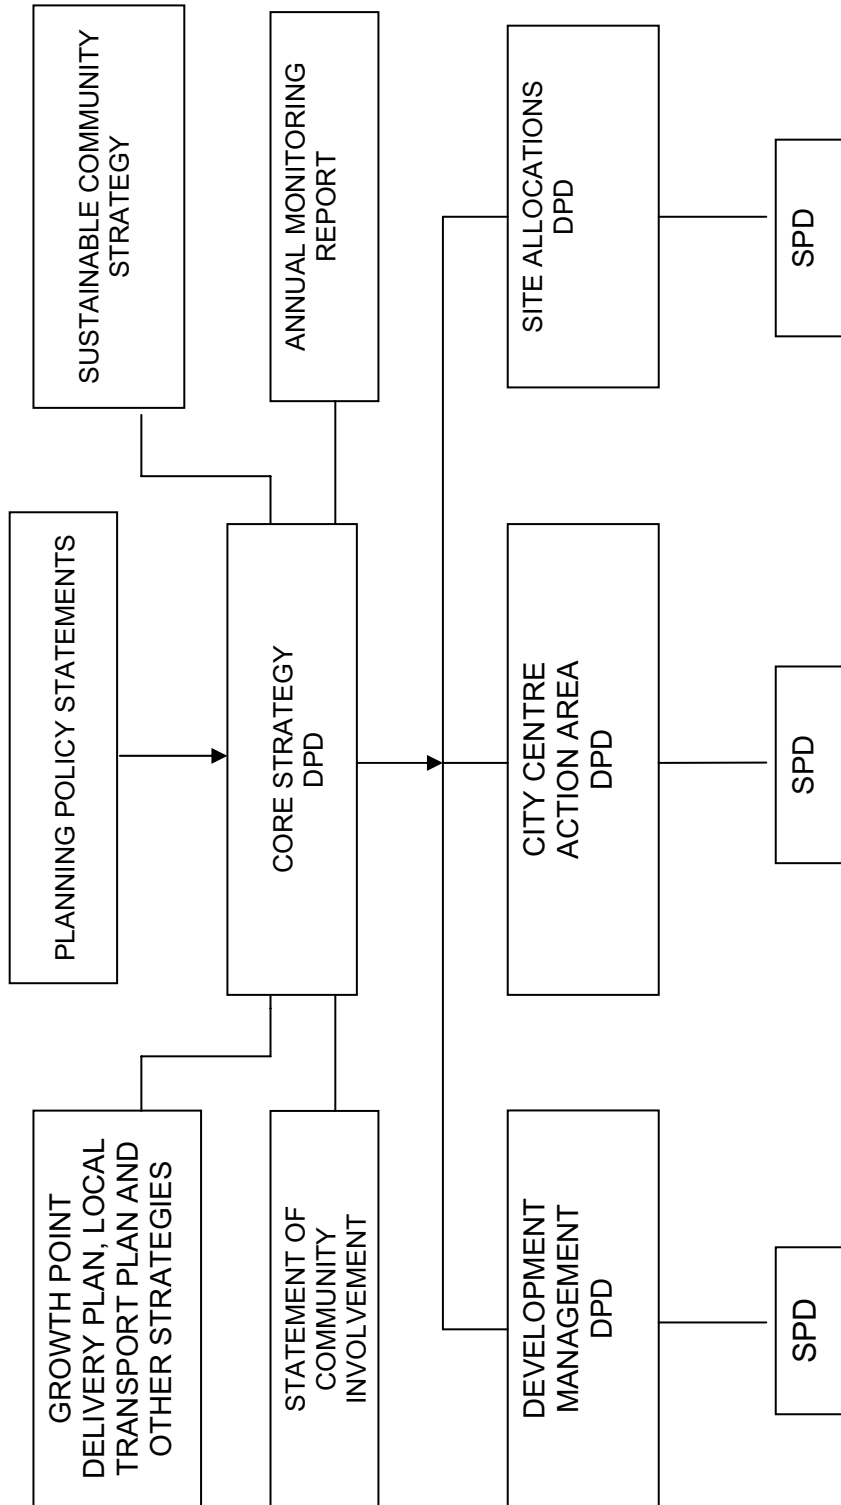 PLANNING POLICY STATEMENTS
GROWTH POINT
DELIVERY PLAN, LOCAL
TRANSPORT PLAN AND
OTHER STRATEGIES
SUSTAINABLE COMMUNITY
STRATEGY
CORE STRATEGY
DPD
STATEMENT OF
COMMUNITY
INVOLVEMENT
ANNUAL MONITORING
REPORT
DEVELOPMENT
MANAGEMENT
DPD
CITY CENTRE
ACTION AREA
DPD
SITE ALLOCATIONS
DPD
SPD
SPD
SPD